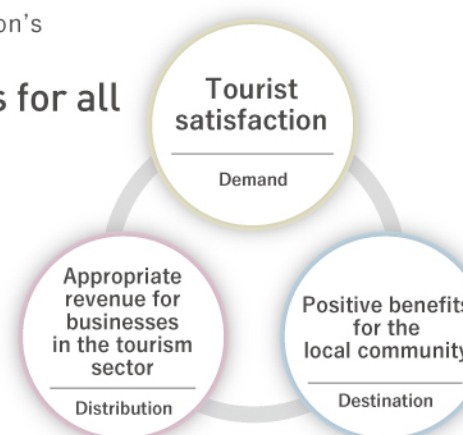 on's
s for all
Tourist
satisfaction
Demand
Appropriate
revenue for
businesses
in the tourism
sector
Distribution
Positive benefits
for the
local community
Destination